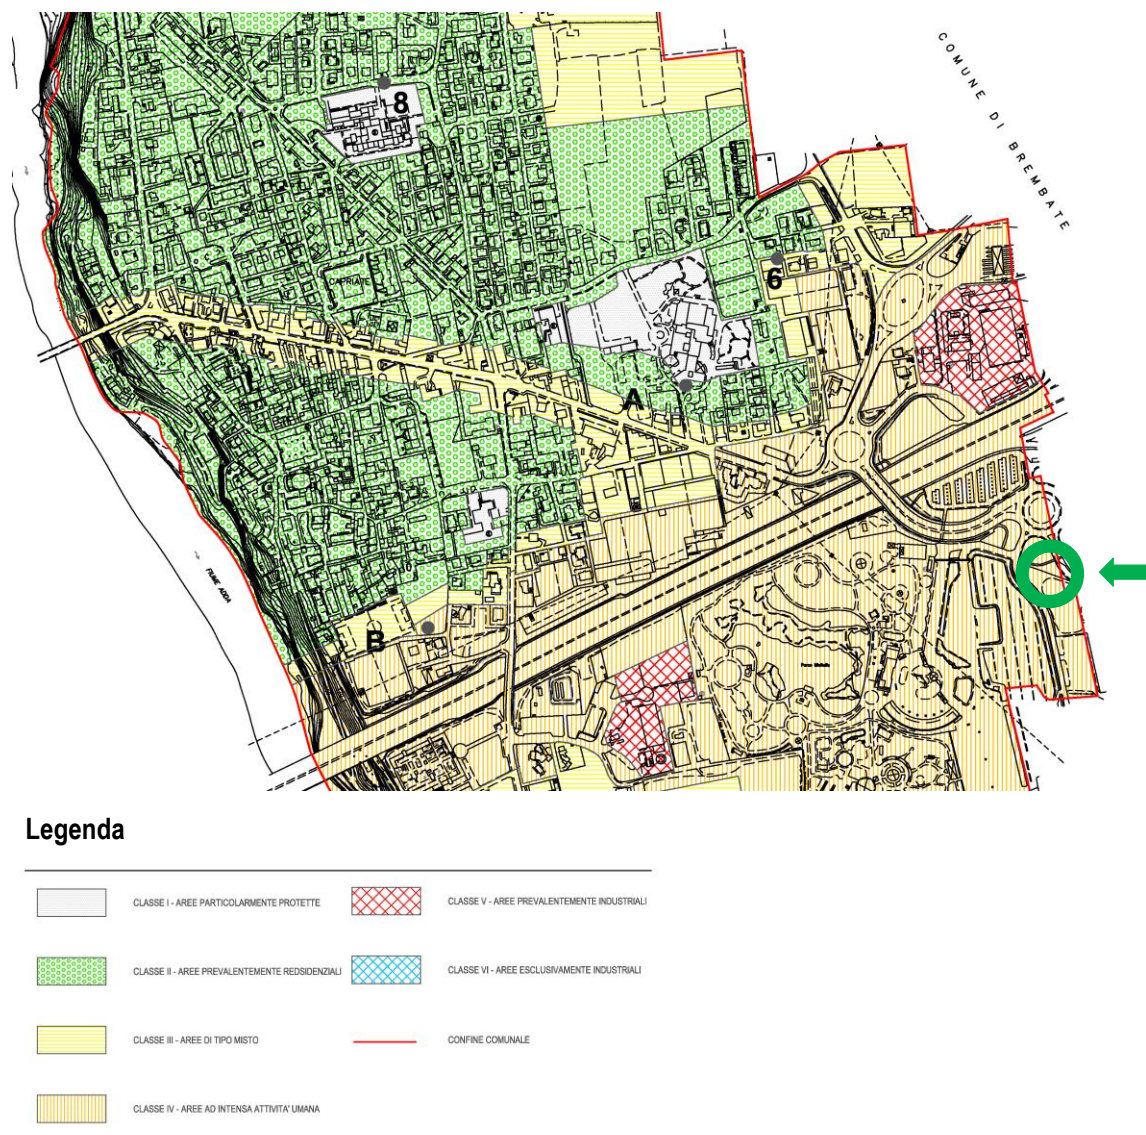 COMUNE DI BREMBATE
8
CAPRIATE
6
A
B
FIUME ADDA
Legenda
CLASSE I - AREE PARTICOLARMENTE PROTETTE
CLASSE V - AREE PREVALENTEMENTE INDUSTRIALI
CLASSE II - AREE PREVALENTEMENTE REDSIDENZIALI
CLASSE VI - AREE ESCLUSIVAMENTE INDUSTRIALI
CLASSE III - AREE DI TIPO MISTO
CONFINE COMUNALE
CLASSE IV - AREE AD INTENSA ATTIVITA' UMANA